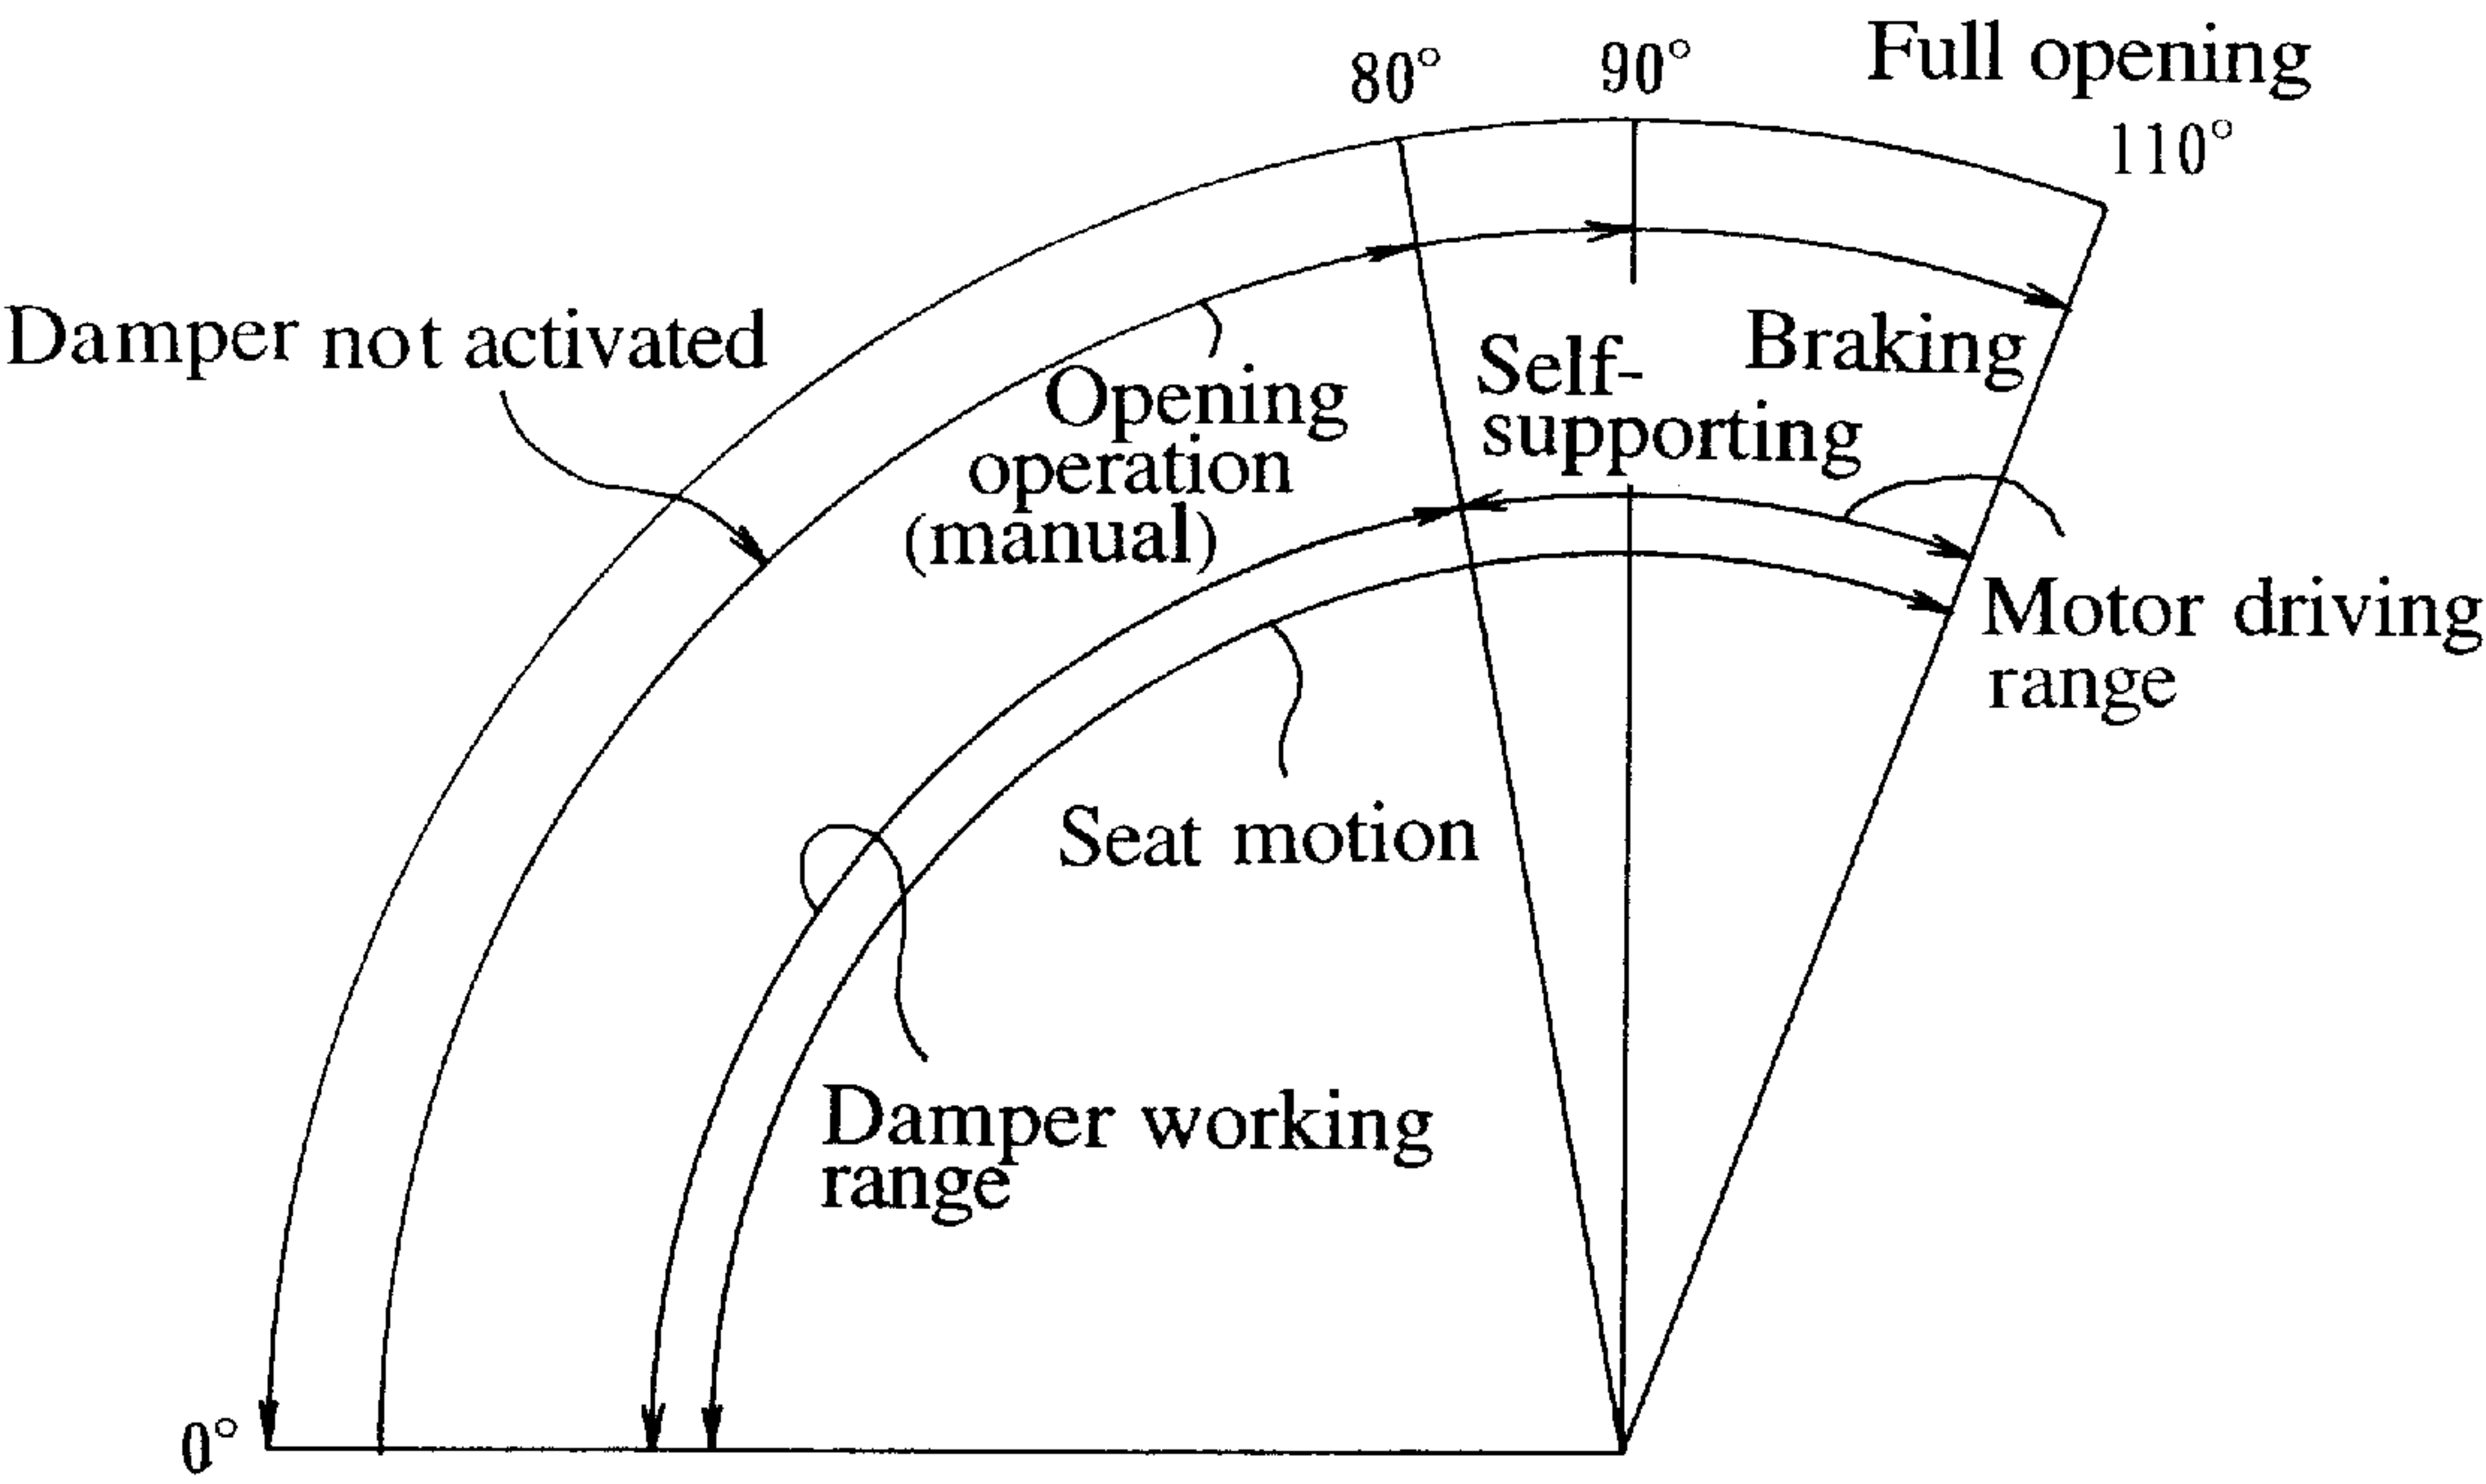 80°
90°
Full opening
110°
Damper not activated
Opening
operation
(manual)
Self-
supporting
Braking
Motor driving
range
Seat motion
Damper working
range
0°